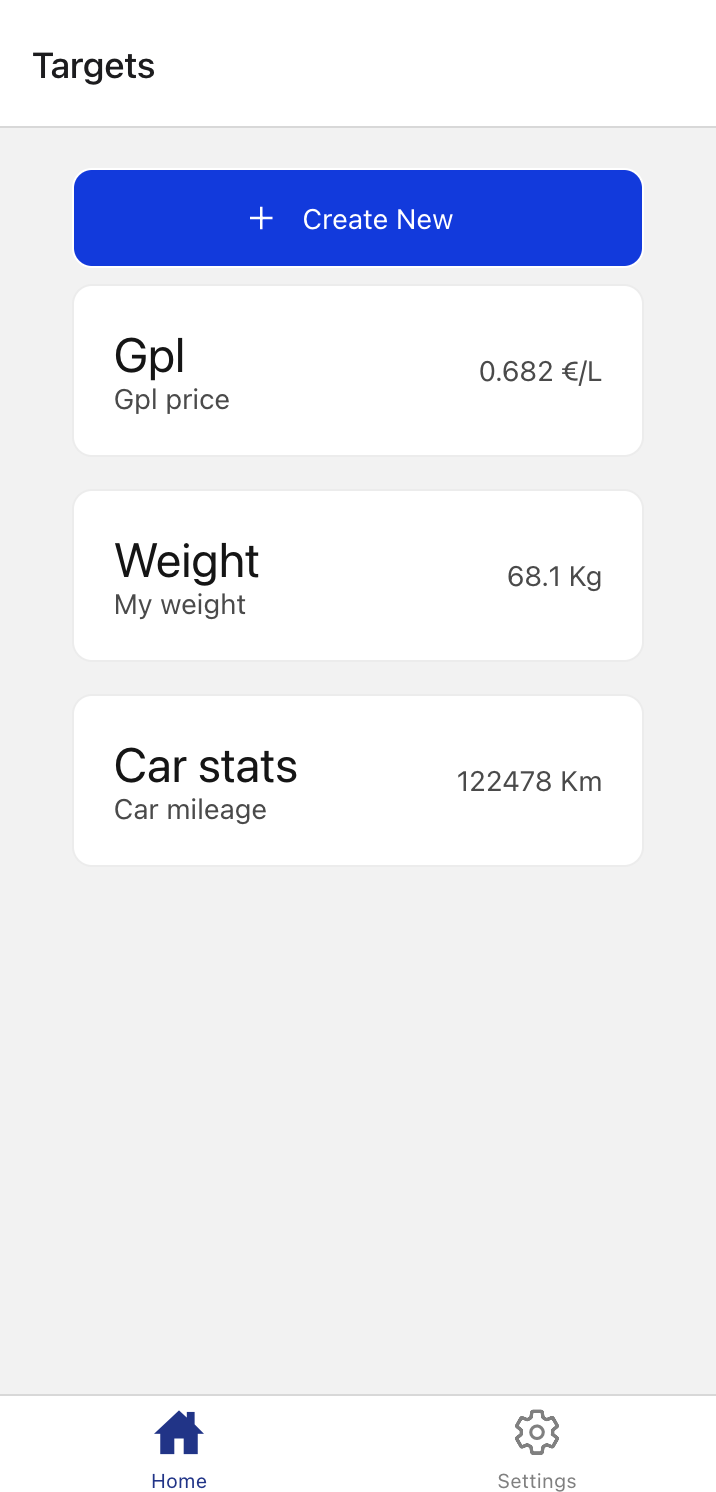 Targets
Create New
Gpl
Gpl price
0.682 €/L
Weight
My weight
68.1 Kg
Car stats
Car mileage
122478 Km
Home
Settings